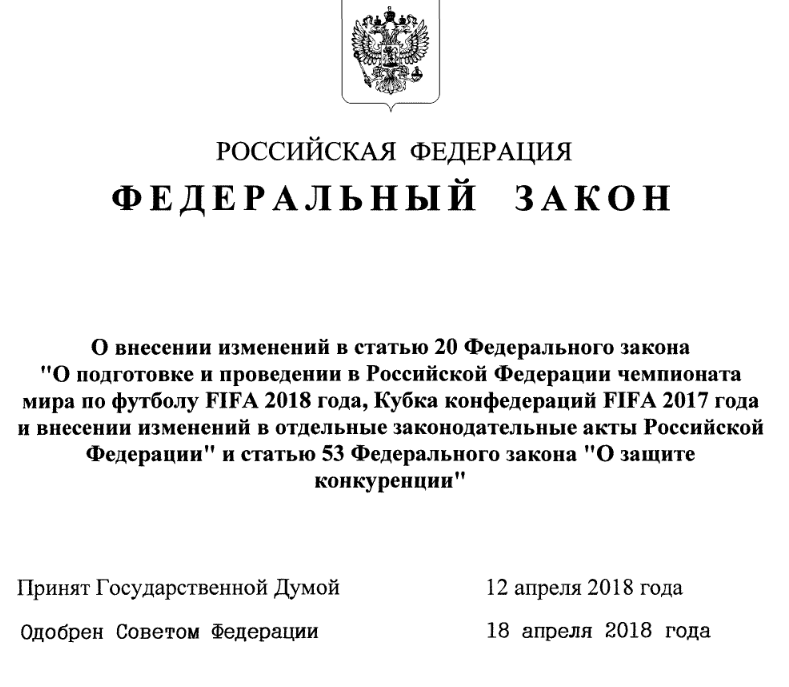 РОССИЙСКАЯ ФЕДЕРАЦИЯ
ФЕДЕРАЛЬНЫЙ ЗАКОН
О внесении изменений в статью 20 Федерального закона
"О подготовке и проведении в Российской Федерации чемпионата
мира по футболу FIFA 2018 года, Кубка конфедераций FIFA 2017 года
и внесении изменений в отдельные законодательные акты Российской
Федерации" и статью 53 Федерального закона "О защите
конкуренции"
Принят Государственной Думой 12 апреля 2018 года
Одобрен Советом Федерации 18 апреля 2018 года